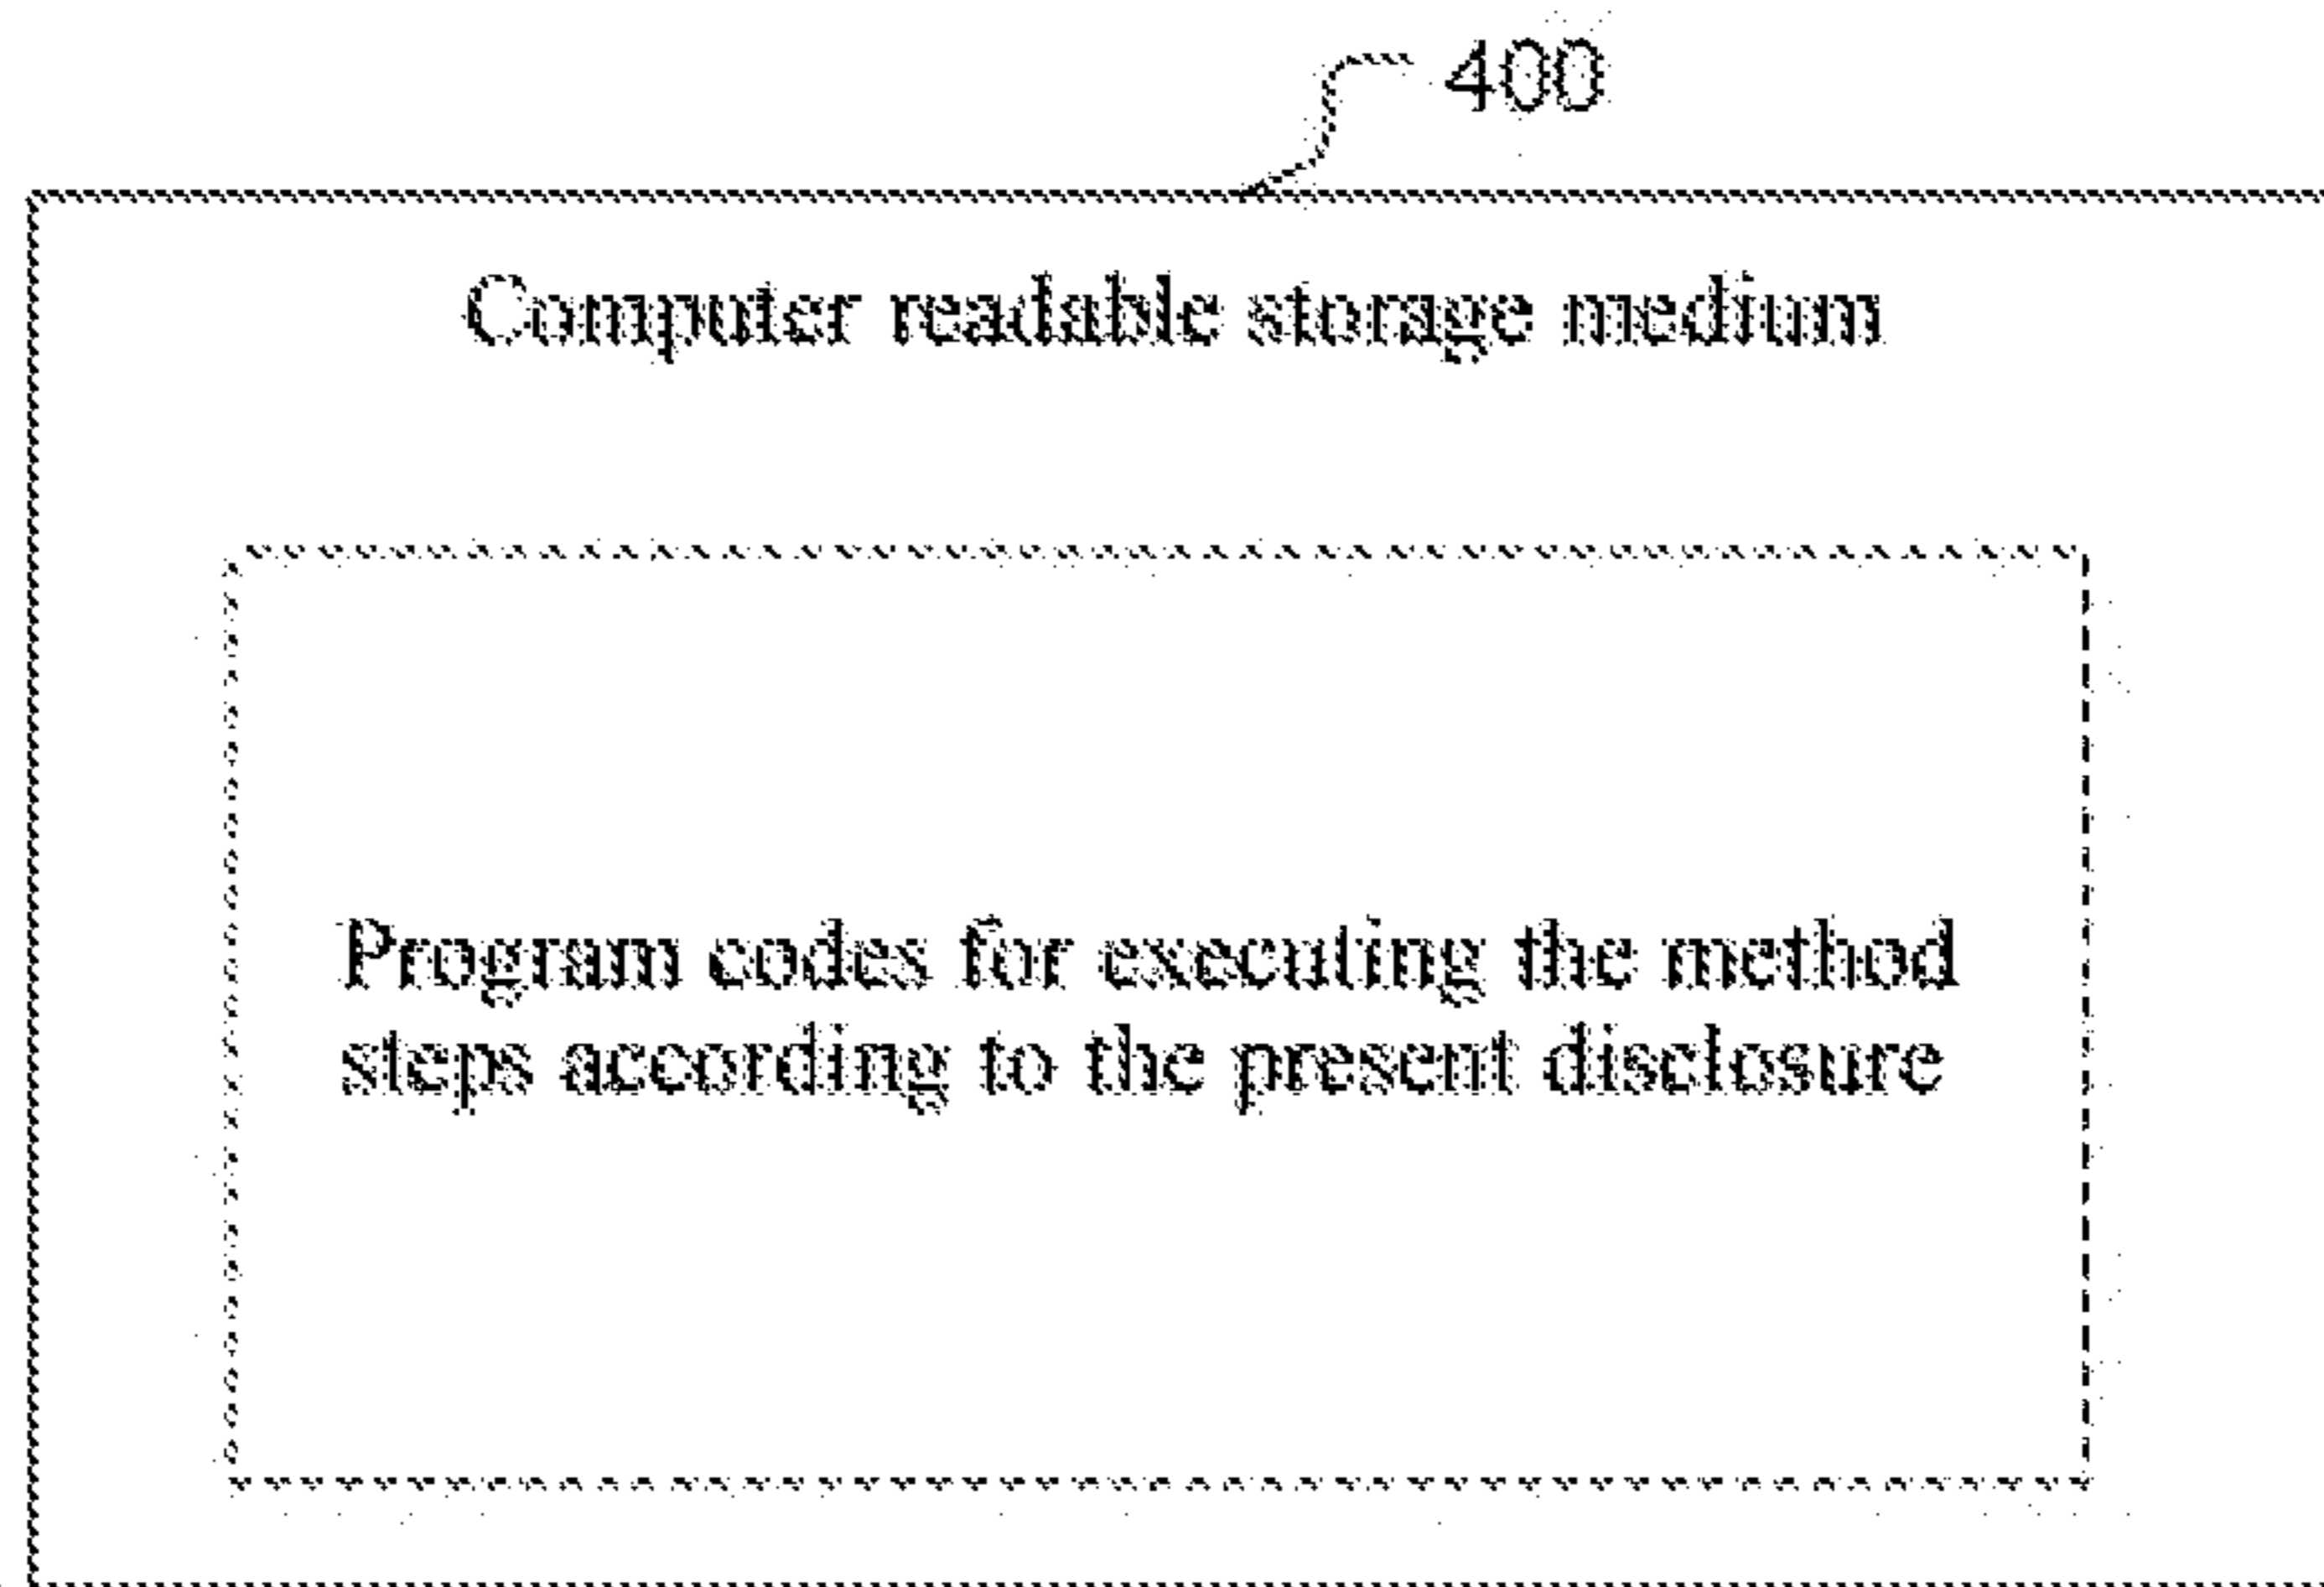 400
Computer readable storage medium
Program codes for executing the method
steps according to the present disclosure